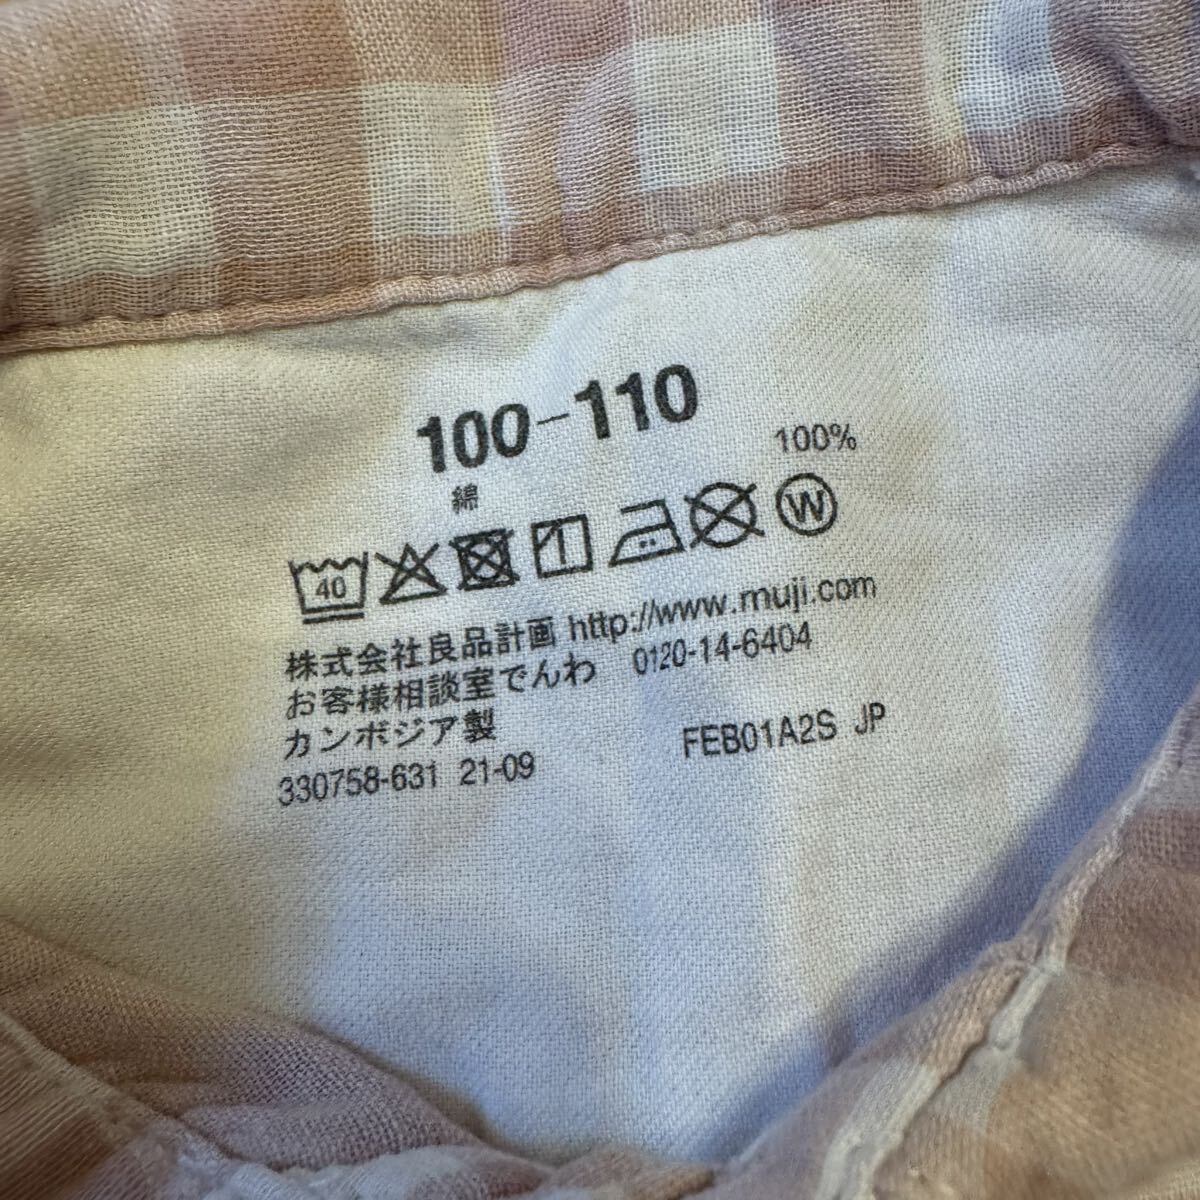 100-110
綿 100%
40 W
株式会社良品計画 http://www.muji.com
お客様相談室でんわ 0120-14-6404
カンボジア製
330758-631 21-09 FEB01A2S JP